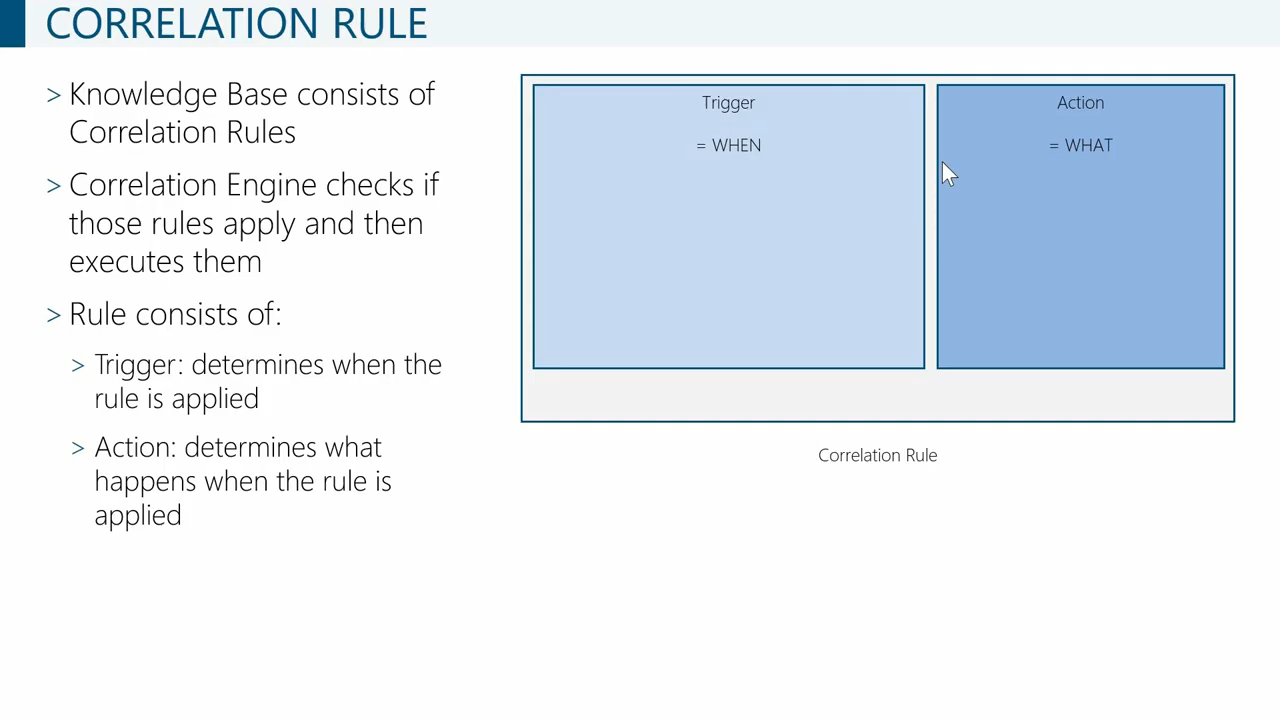 CORRELATION RULE
> Knowledge Base consists of
Correlation Rules
> Correlation Engine checks if
those rules apply and then
executes them
> Rule consists of:
> Trigger: determines when the
rule is applied
> Action: determines what
happens when the rule is
applied
Trigger
= WHEN
Action
= WHAT
Correlation Rule